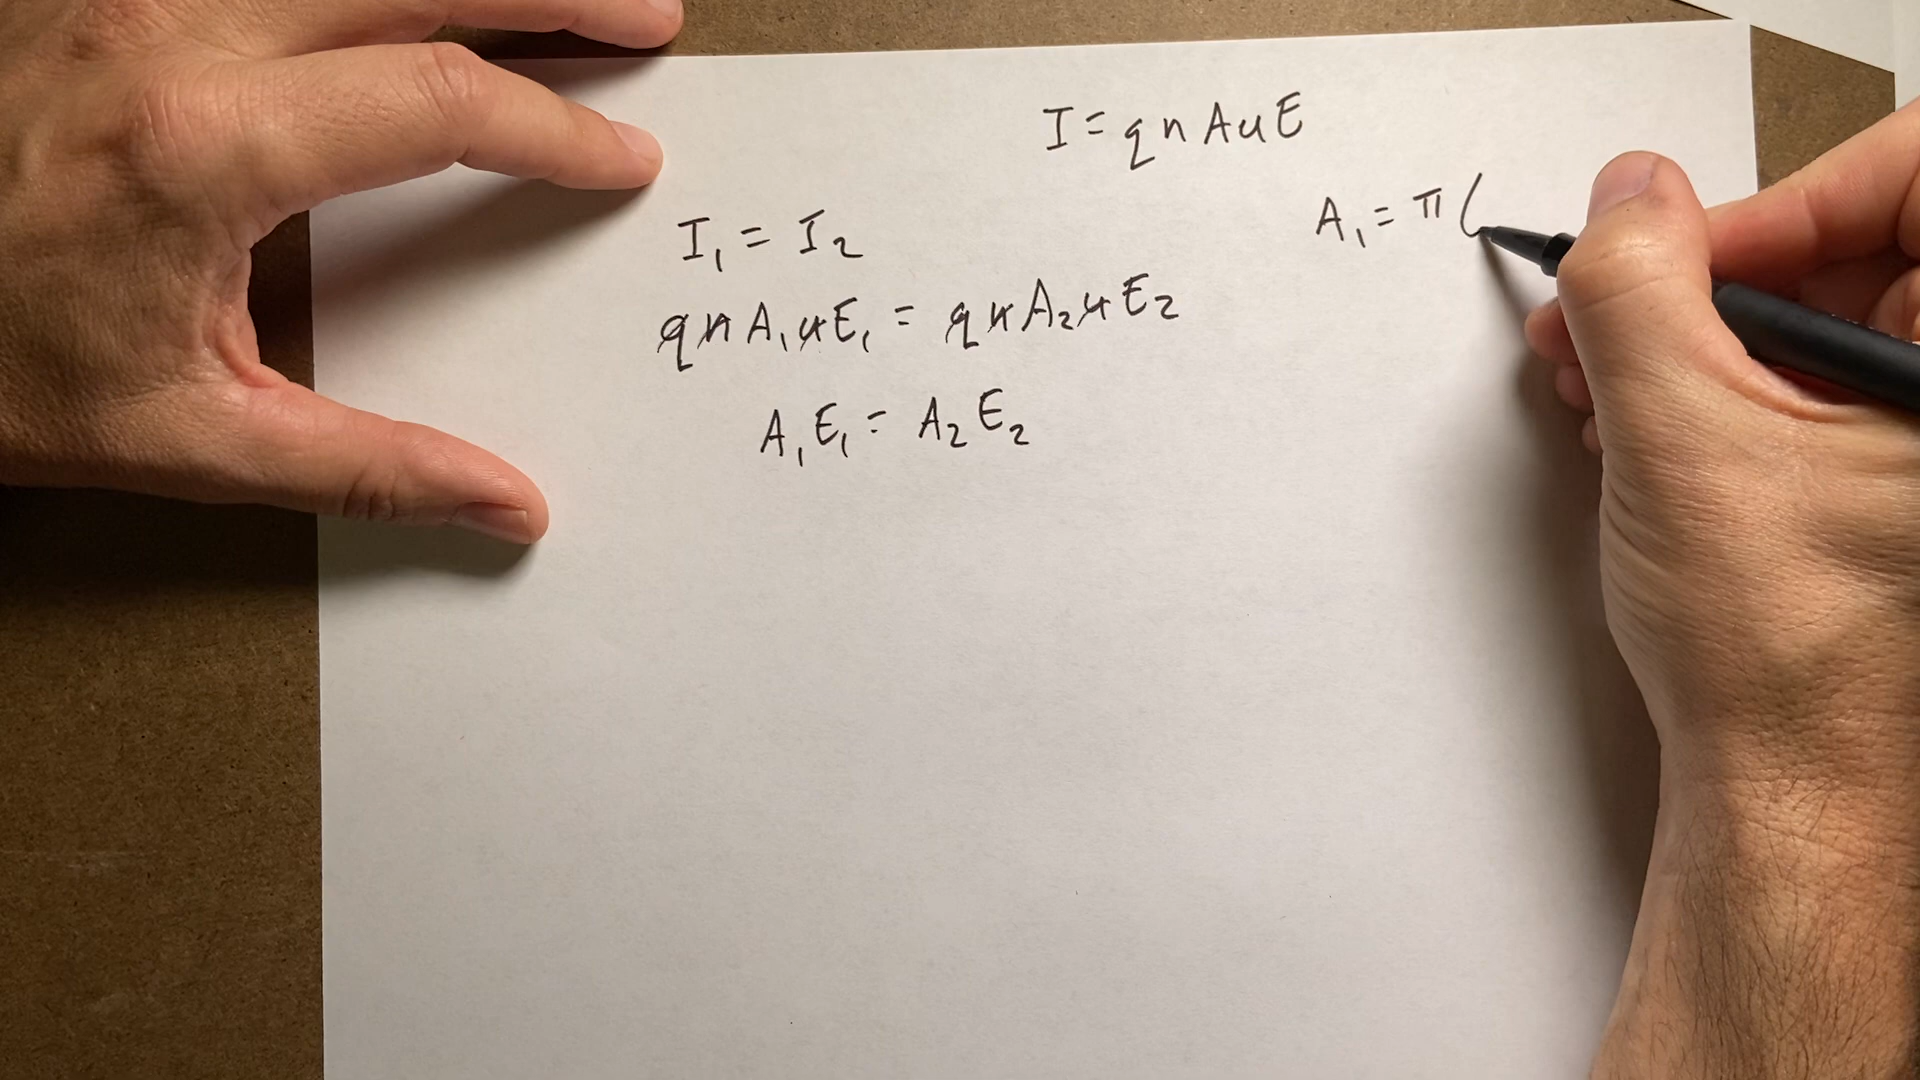 I = qnAuE
A₁ = π (
I₁ = I₂
qnA₁uE₁ = qnA₂uE₂
A₁E₁ = A₂E₂